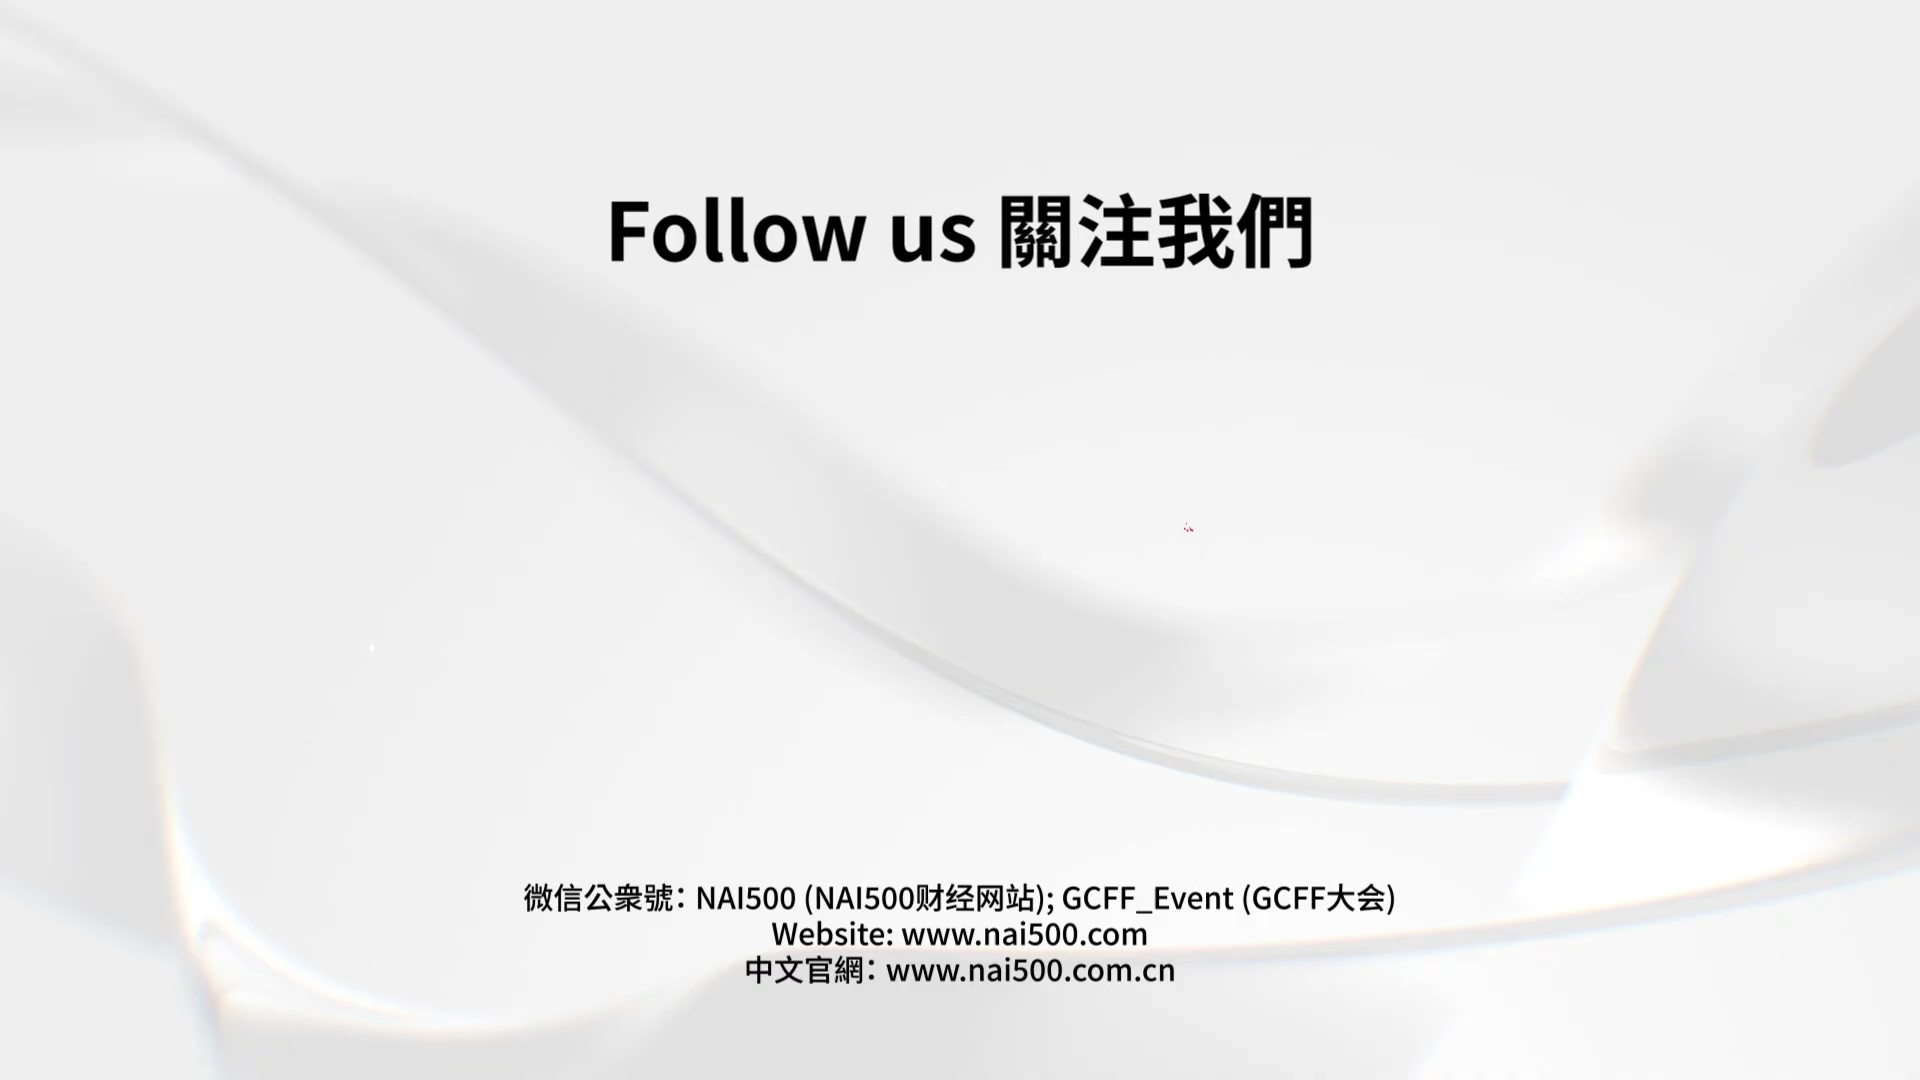 Follow us 關注我們
微信公衆號：NAI500 (NAI500财经网站); GCFF_Event (GCFF大会)
Website: www.nai500.com
中文官網：www.nai500.com.cn